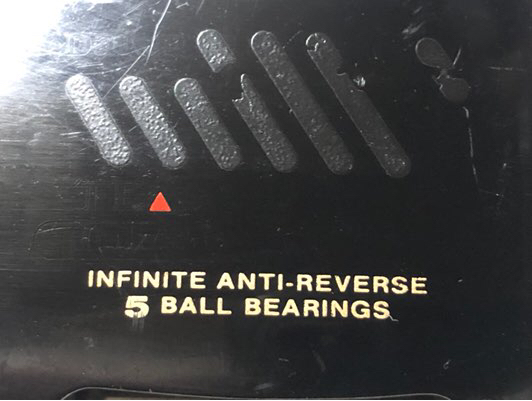 INFINITE ANTI-REVERSE
5 BALL BEARINGS